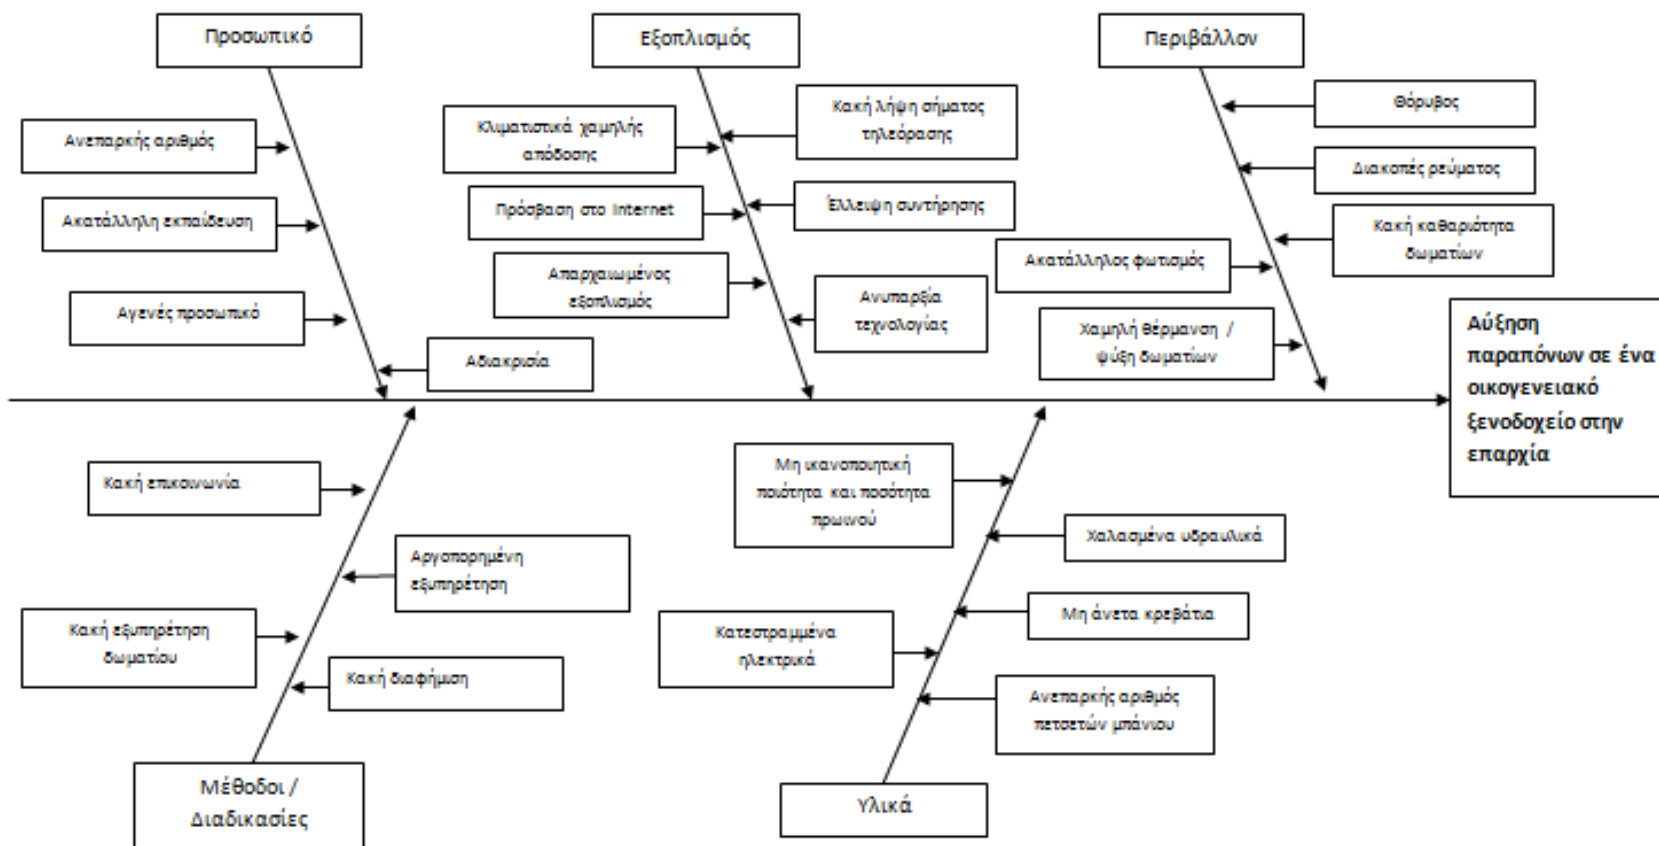 Προσωπικό
Εξοπλισμός
Περιβάλλον
Ανεπαρκής αριθμός
Ακατάλληλη εκπαίδευση
Αγενές προσωπικό
Αδιακρισία
Κλιματιστικά χαμηλής
απόδοσης
Πρόσβαση στο Internet
Απαρχαιωμένος
εξοπλισμός
Κακή λήψη σήματος
τηλεόρασης
Έλλειψη συντήρησης
Ανυπαρξία
τεχνολογίας
Θόρυβος
Διακοπές ρεύματος
Κακή καθαριότητα
δωματίων
Ακατάλληλος φωτισμός
Χαμηλή θέρμανση /
ψύξη δωματίων
Αύξηση
παραπόνων σε ένα
οικογενειακό
ξενοδοχείο στην
επαρχία
Κακή επικοινωνία
Αργοπορημένη
εξυπηρέτηση
Κακή εξυπηρέτηση
δωματίου
Κακή διαφήμιση
Μη ικανοποιητική
ποιότητα και ποσότητα
πρωινού
Χαλασμένα υδραυλικά
Μη άνετα κρεβάτια
Κατεστραμμένα
ηλεκτρικά
Ανεπαρκής αριθμός
πετσετών μπάνιου
Μέθοδοι /
Διαδικασίες
Υλικά